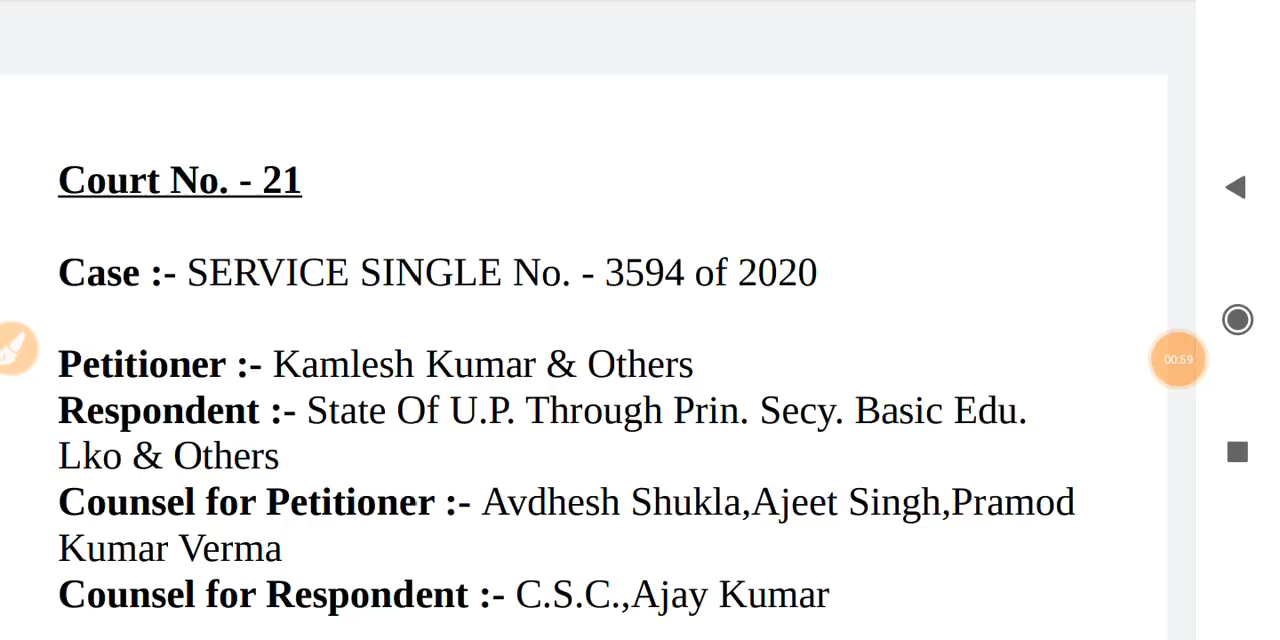 Court No. - 21
Case :- SERVICE SINGLE No. - 3594 of 2020
Petitioner :- Kamlesh Kumar & Others
Respondent :- State Of U.P. Through Prin. Secy. Basic Edu.
Lko & Others
Counsel for Petitioner :- Avdhesh Shukla,Ajeet Singh,Pramod
Kumar Verma
Counsel for Respondent :- C.S.C.,Ajay Kumar
00:59